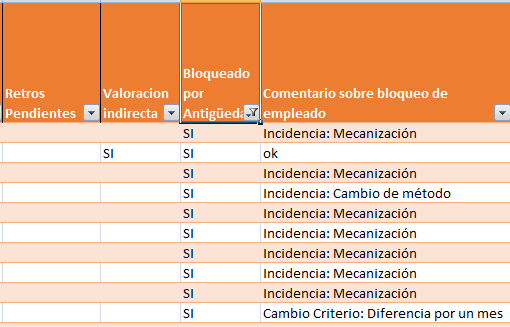 Retros Pendientes
Valoracion indirecta
Bloqueado por Antigüeda
Comentario sobre bloqueo de empleado
SI Incidencia: Mecanización
SI SI ok
SI Incidencia: Mecanización
SI Incidencia: Cambio de método
SI Incidencia: Mecanización
SI Incidencia: Mecanización
SI Incidencia: Mecanización
SI Incidencia: Mecanización
SI Incidencia: Mecanización
SI Cambio Criterio: Diferencia por un mes